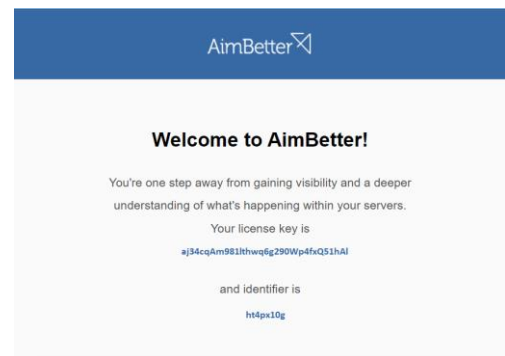 AimBetter
Welcome to AimBetter!
You're one step away from gaining visibility and a deeper
understanding of what's happening within your servers.
Your license key is
aj34cqAm981lthwq6g290Wp4fxQ51hAl
and identifier is
ht4px10g